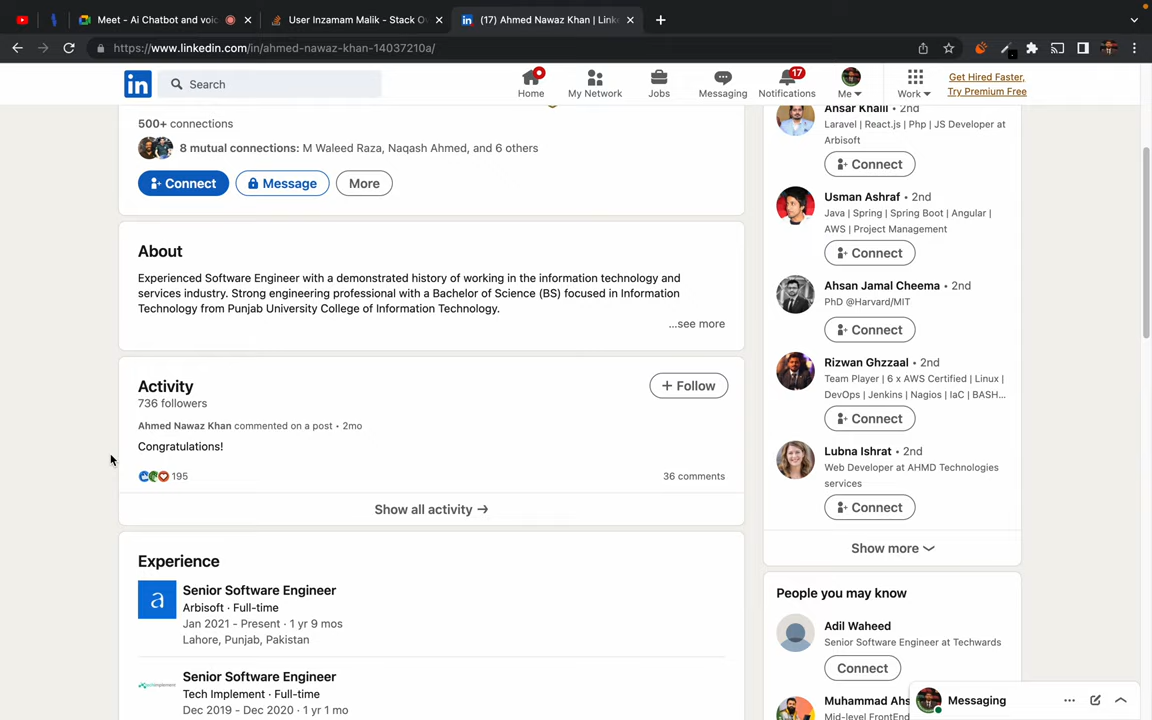 Meet - Ai Chatbot and voic
User Inzamam Malik - Stack Ov
(17) Ahmed Nawaz Khan | Link
https://www.linkedin.com/in/ahmed-nawaz-khan-14037210a/
in
Search
Home
My Network
Jobs
Messaging
17
Notifications
Me
Work
Get Hired Faster,
Try Premium Free
500+ connections
8 mutual connections: M Waleed Raza, Naqash Ahmed, and 6 others
Connect
Message
More
About
Experienced Software Engineer with a demonstrated history of working in the information technology and
services industry. Strong engineering professional with a Bachelor of Science (BS) focused in Information
Technology from Punjab University College of Information Technology.
...see more
Activity
736 followers
+ Follow
Ahmed Nawaz Khan commented on a post • 2mo
Congratulations!
195
36 comments
Show all activity →
Experience
a
Senior Software Engineer
Arbisoft · Full-time
Jan 2021 - Present · 1 yr 9 mos
Lahore, Punjab, Pakistan
Senior Software Engineer
Tech Implement · Full-time
Dec 2019 - Dec 2020 · 1 yr 1 mo
Ansar Khalil • 2nd
Laravel | React.js | Php | JS Developer at
Arbisoft
Connect
Usman Ashraf • 2nd
Java | Spring | Spring Boot | Angular |
AWS | Project Management
Connect
Ahsan Jamal Cheema • 2nd
PhD @Harvard/MIT
Connect
Rizwan Ghzzaal • 2nd
Team Player | 6 x AWS Certified | Linux |
DevOps | Jenkins | Nagios | IaC | BASH...
Connect
Lubna Ishrat • 2nd
Web Developer at AHMD Technologies
services
Connect
Show more
People you may know
Adil Waheed
Senior Software Engineer at Techwards
Connect
Muhammad Ahs
Mid-level FrontEnd
Messaging